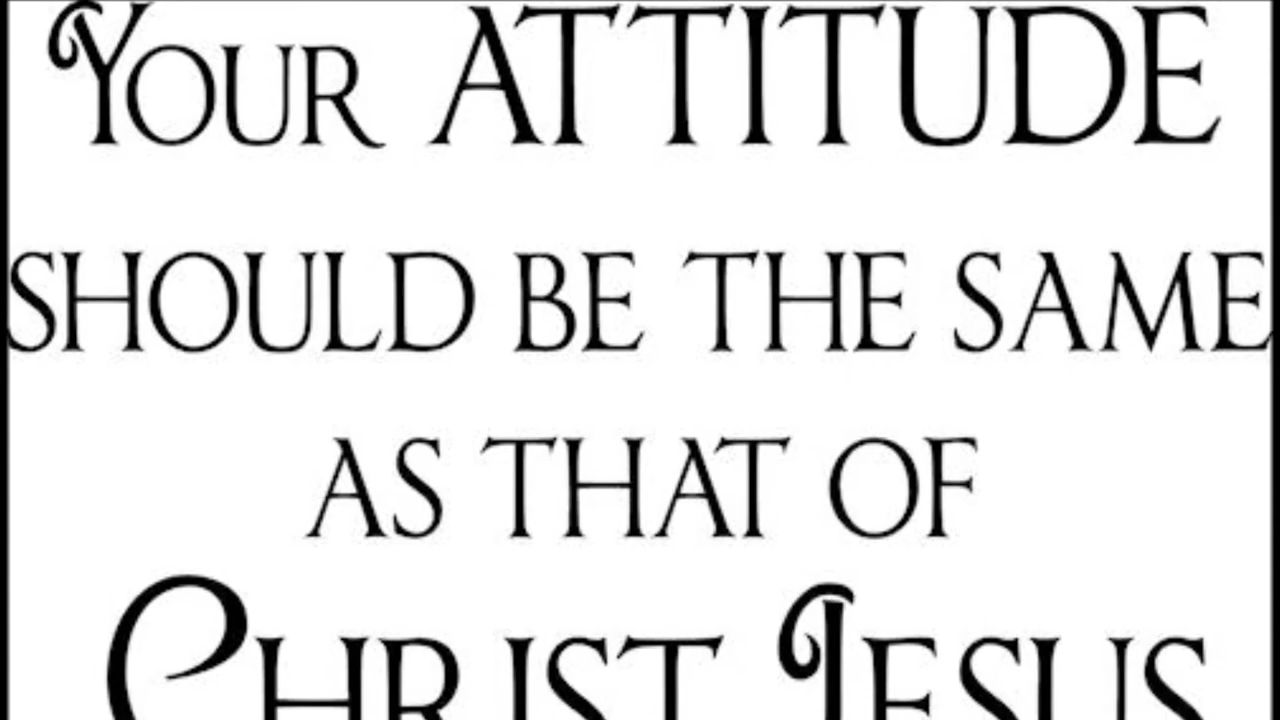 Your ATTITUDE
SHOULD BE THE SAME
AS THAT OF
CHRIST JESUS